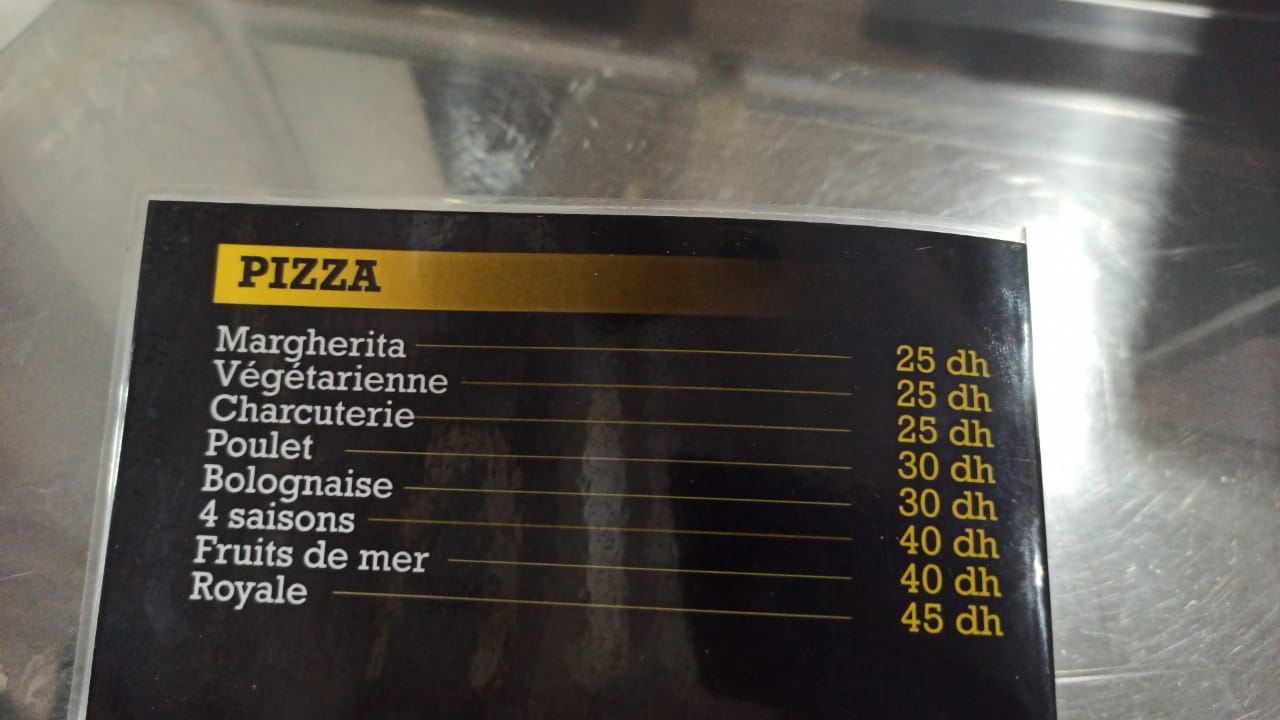 PIZZA
Margherita 25 dh
Végétarienne 25 dh
Charcuterie 25 dh
Poulet 30 dh
Bolognaise 30 dh
4 saisons 40 dh
Fruits de mer 40 dh
Royale 45 dh